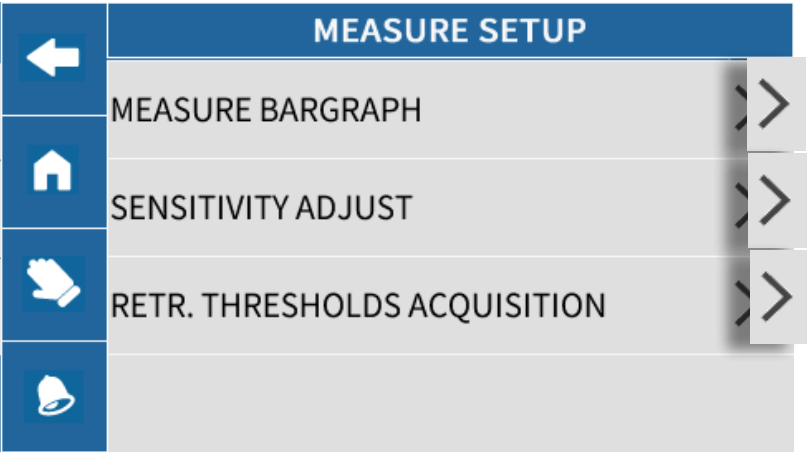 MEASURE SETUP
MEASURE BARGRAPH
SENSITIVITY ADJUST
RETR. THRESHOLDS ACQUISITION